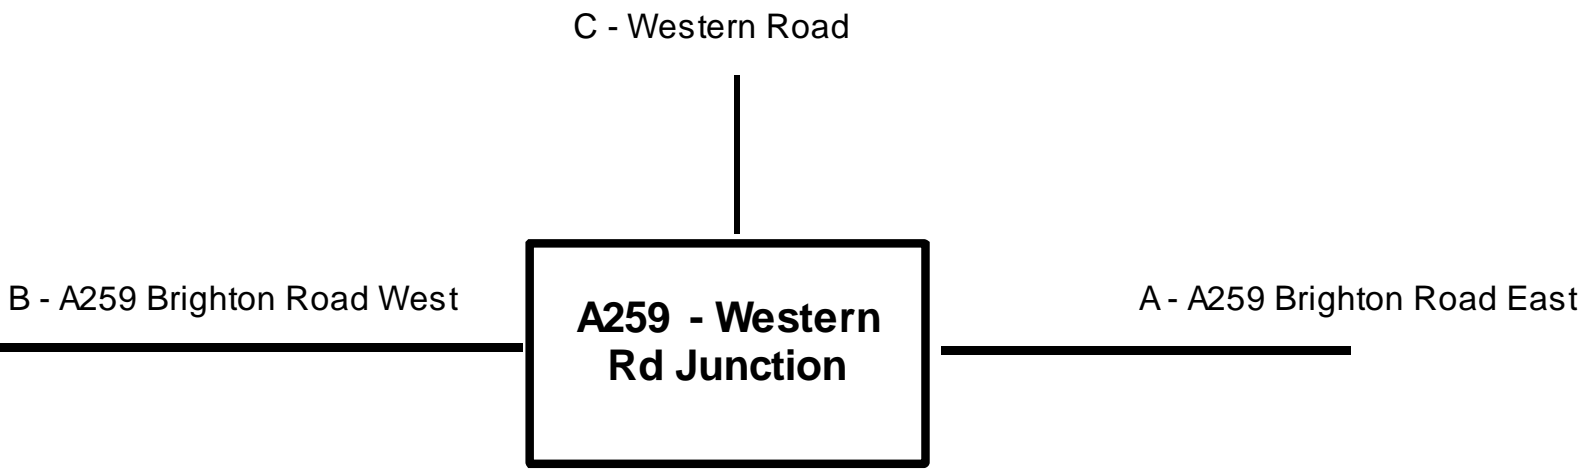 C - Western Road
B - A259 Brighton Road West
A259 - Western
Rd Junction
A - A259 Brighton Road East